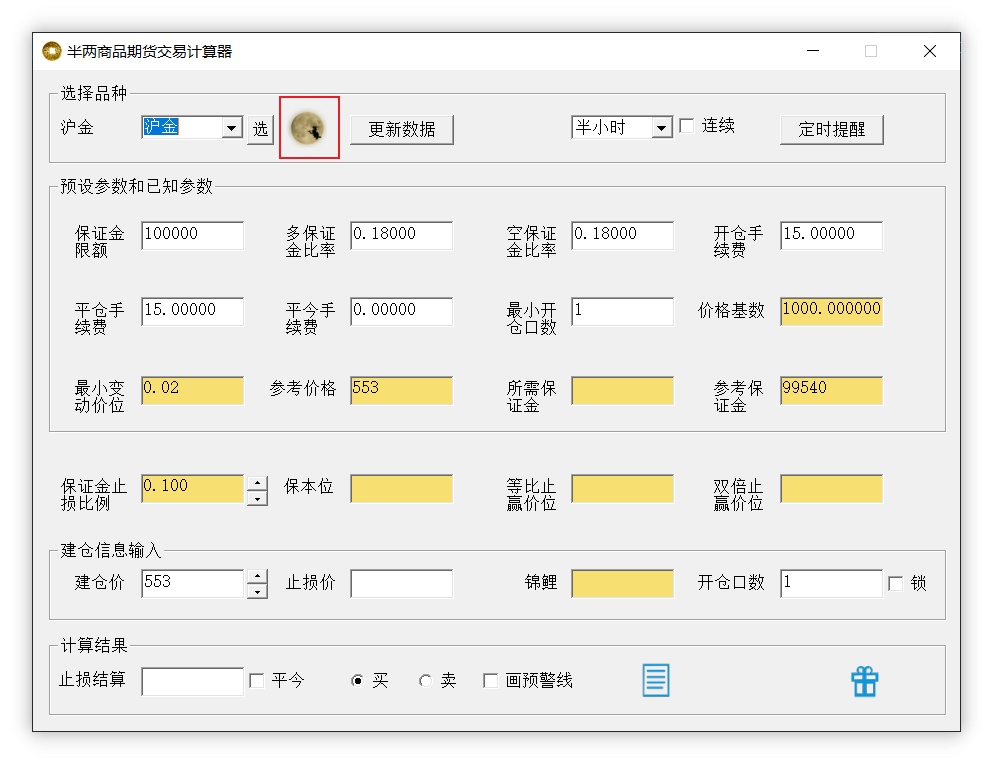 半两商品期货交易计算器
选择品种
沪金 沪金 选 更新数据 半小时 连续 定时提醒
预设参数和已知参数
保证金限额 100000 多保证金比率 0.18000 空保证金比率 0.18000 开仓手续费 15.00000
平仓手续费 15.00000 平今手续费 0.00000 最小开仓口数 1 价格基数 1000.000000
最小变动价位 0.02 参考价格 553 所需保证金 参考保证金 99540
保证金止损比例 0.100 保本位 等比止赢价位 双倍止赢价位
建仓信息输入
建仓价 553 止损价 锦鲤 开仓口数 1 锁
计算结果
止损结算 平今 买 卖 画预警线